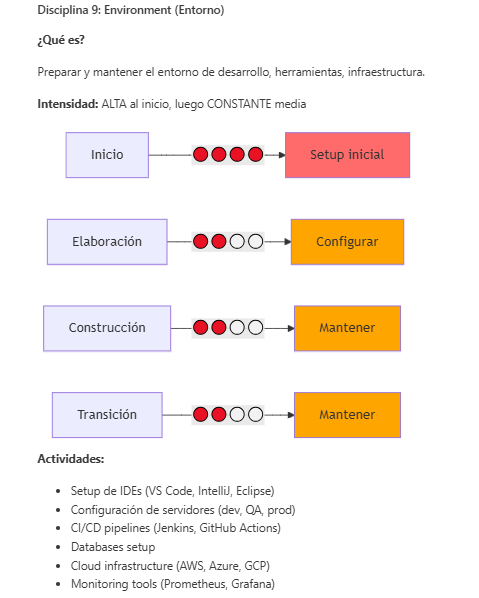 Disciplina 9: Environment (Entorno)
¿Qué es?
Preparar y mantener el entorno de desarrollo, herramientas, infraestructura.
Intensidad: ALTA al inicio, luego CONSTANTE media
Inicio Setup inicial
Elaboración Configurar
Construcción Mantener
Transición Mantener
Actividades:
• Setup de IDEs (VS Code, IntelliJ, Eclipse)
• Configuración de servidores (dev, QA, prod)
• CI/CD pipelines (Jenkins, GitHub Actions)
• Databases setup
• Cloud infrastructure (AWS, Azure, GCP)
• Monitoring tools (Prometheus, Grafana)